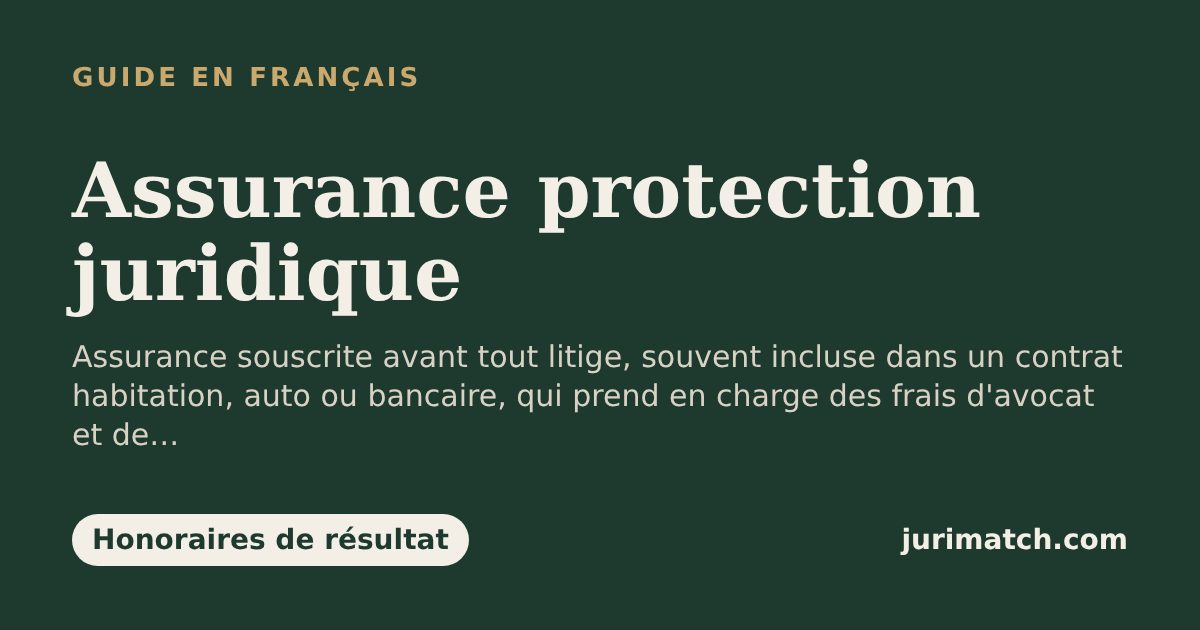 GUIDE EN FRANÇAIS
Assurance protection
juridique
Assurance souscrite avant tout litige, souvent incluse dans un contrat
habitation, auto ou bancaire, qui prend en charge des frais d'avocat
et de...
Honoraires de résultat
jurimatch.com